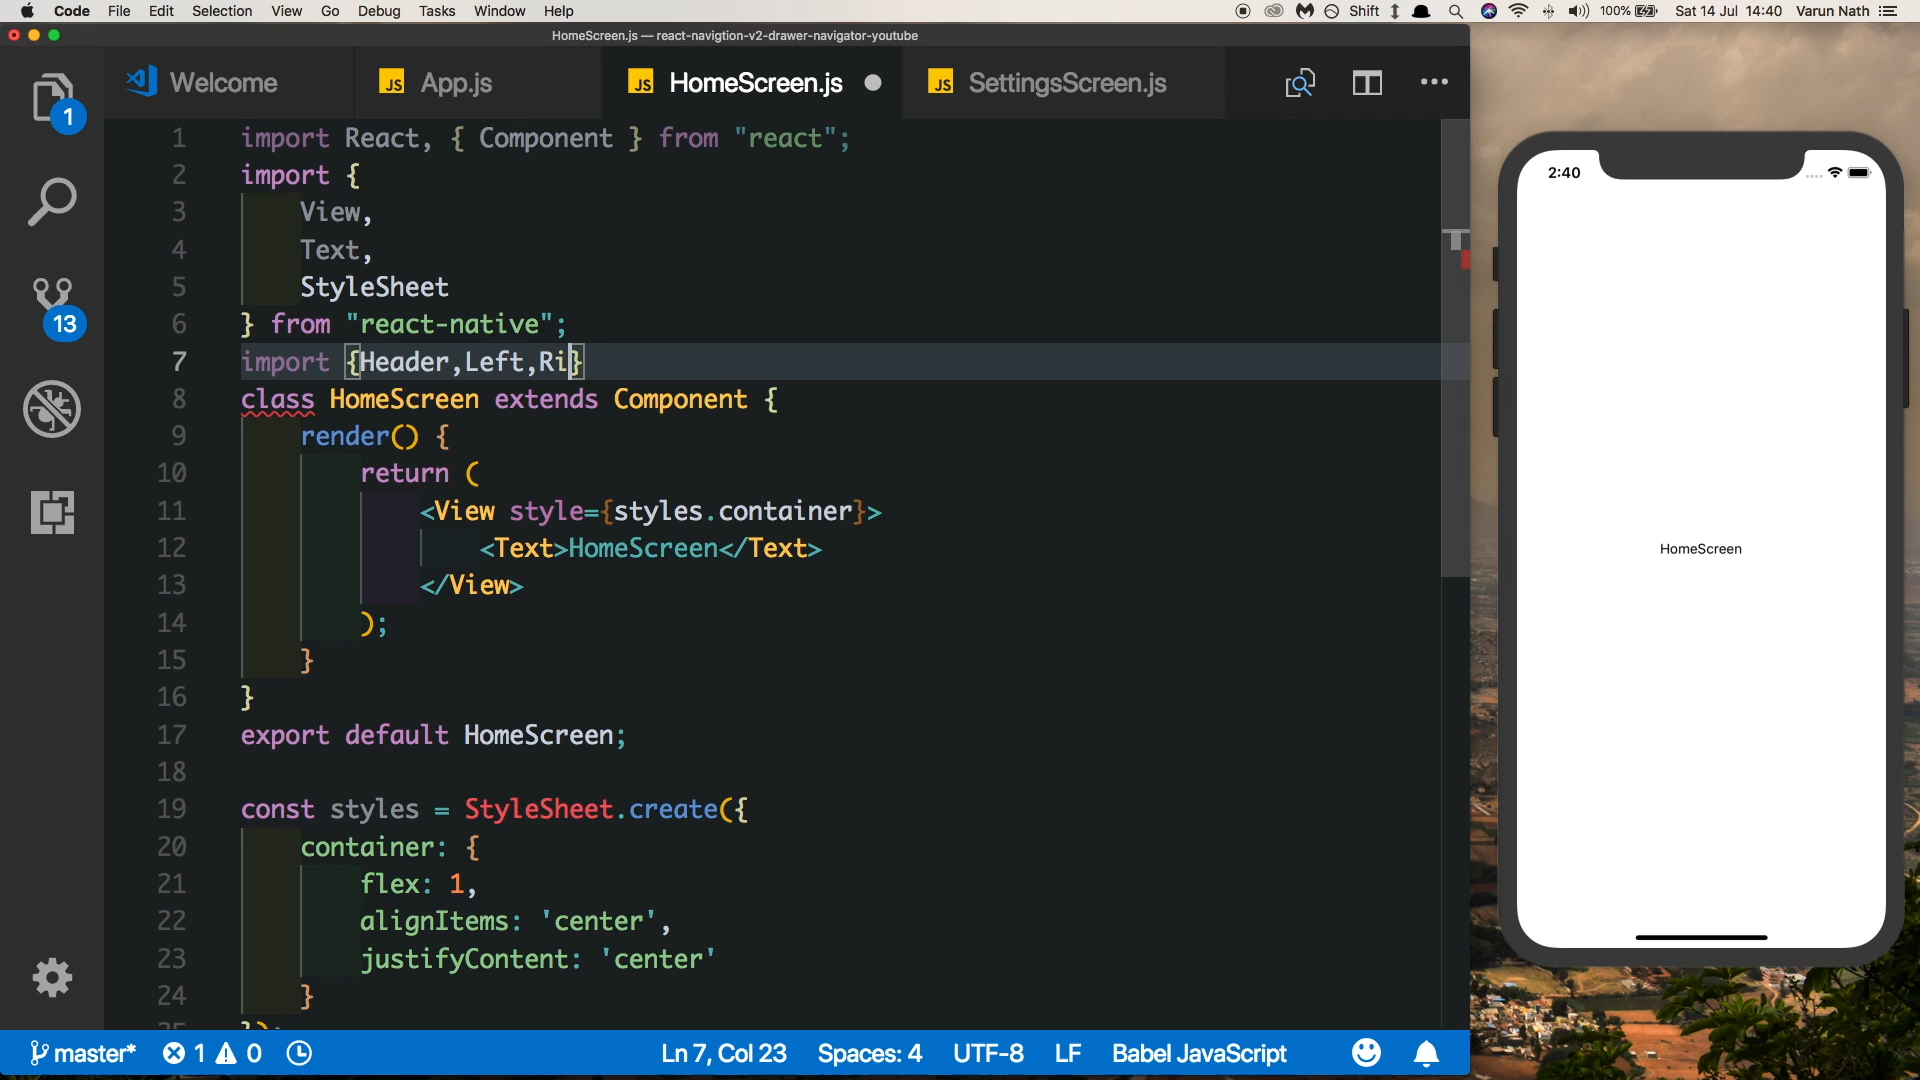 Code File Edit Selection View Go Debug Tasks Window Help Shift 100% Sat 14 Jul 14:40 Varun Nath
HomeScreen.js — react-navigtion-v2-drawer-navigator-youtube
Welcome
JS App.js
JS HomeScreen.js
JS SettingsScreen.js
1
13
1 import React, { Component } from "react";
2 import {
3 View,
4 Text,
5 StyleSheet
6 } from "react-native";
7 import {Header,Left,Ri}
8 class HomeScreen extends Component {
9 render() {
10 return (
11 <View style={styles.container}>
12 <Text>HomeScreen</Text>
13 </View>
14 );
15 }
16 }
17 export default HomeScreen;
18
19 const styles = StyleSheet.create({
20 container: {
21 flex: 1,
22 alignItems: 'center',
23 justifyContent: 'center'
24 }
25 });
master* 1 0 Ln 7, Col 23 Spaces: 4 UTF-8 LF Babel JavaScript
2:40
HomeScreen